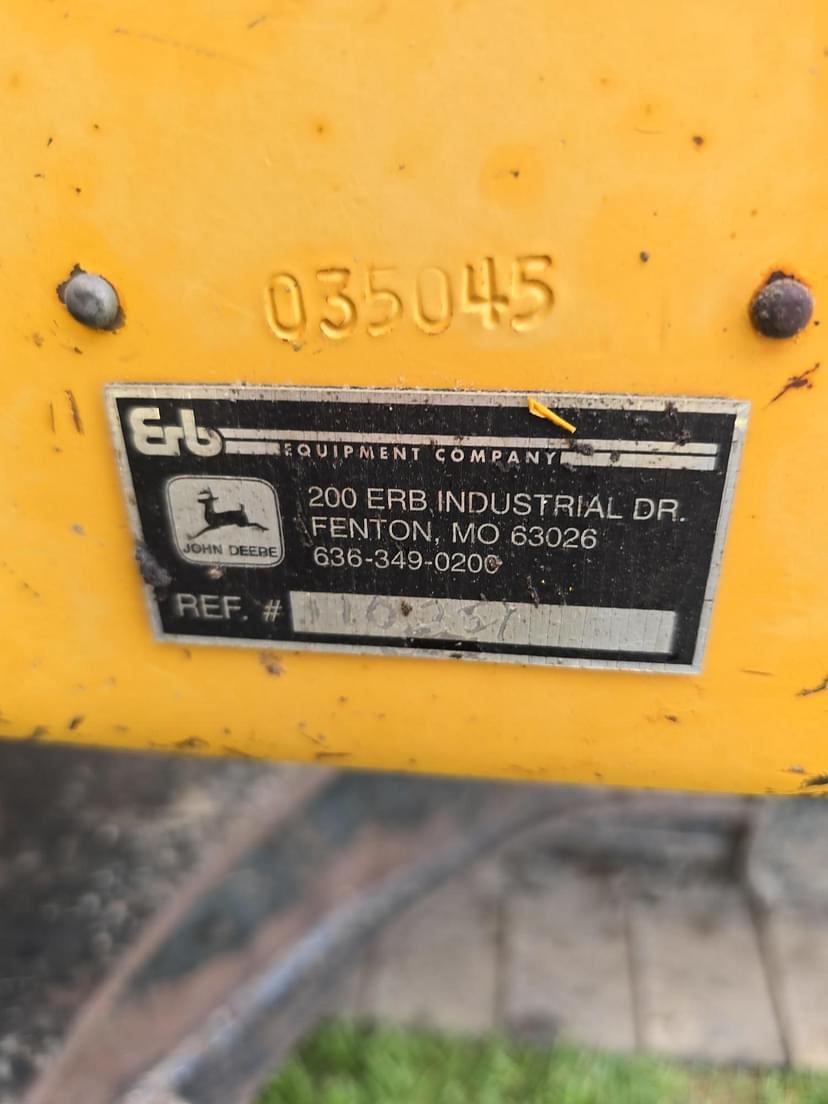 035045
Erb
EQUIPMENT COMPANY
JOHN DEERE
200 ERB INDUSTRIAL DR.
FENTON, MO 63026
636-349-0200
REF. #